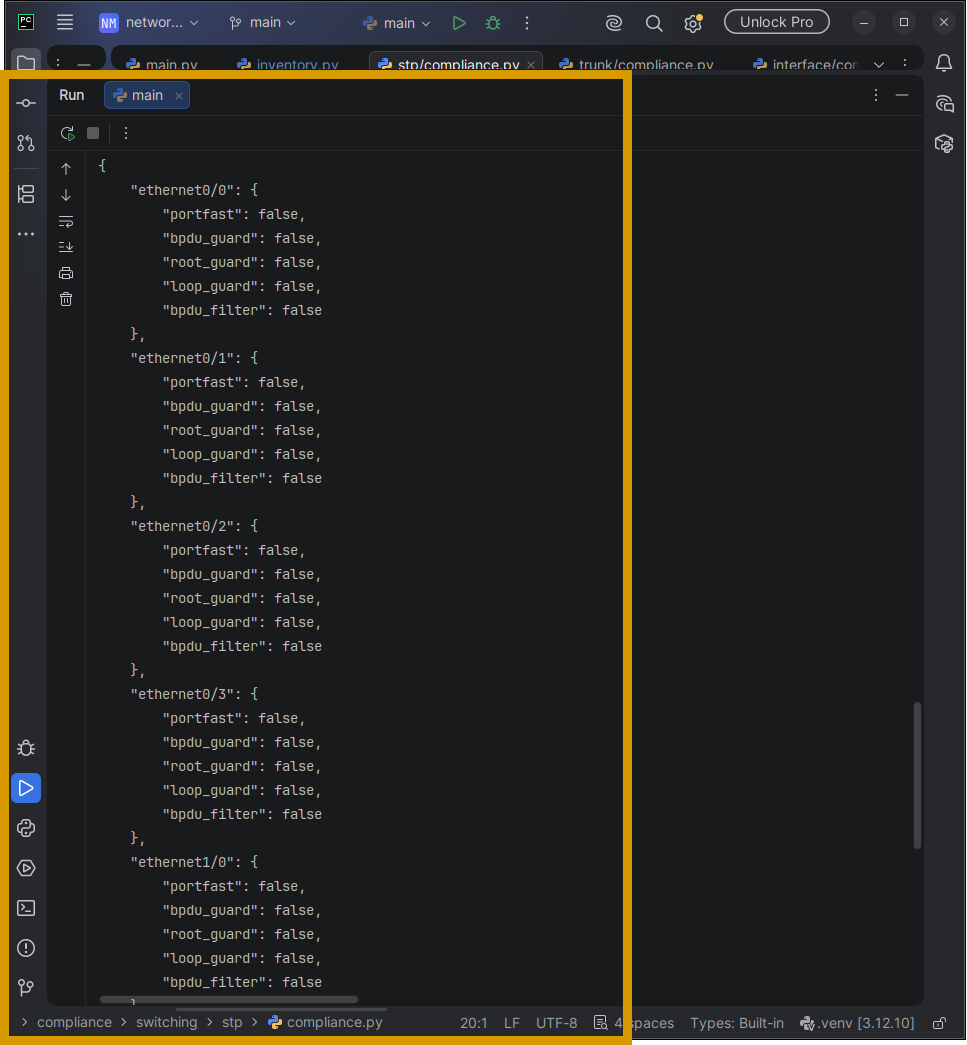 PC
NM networ... main main Unlock Pro
main.py inventory.py stp/compliance.py trunk/compliance.py
Run main
{
    "ethernet0/0": {
        "portfast": false,
        "bpdu_guard": false,
        "root_guard": false,
        "loop_guard": false,
        "bpdu_filter": false
    },
    "ethernet0/1": {
        "portfast": false,
        "bpdu_guard": false,
        "root_guard": false,
        "loop_guard": false,
        "bpdu_filter": false
    },
    "ethernet0/2": {
        "portfast": false,
        "bpdu_guard": false,
        "root_guard": false,
        "loop_guard": false,
        "bpdu_filter": false
    },
    "ethernet0/3": {
        "portfast": false,
        "bpdu_guard": false,
        "root_guard": false,
        "loop_guard": false,
        "bpdu_filter": false
    },
    "ethernet1/0": {
        "portfast": false,
        "bpdu_guard": false,
        "root_guard": false,
        "loop_guard": false,
        "bpdu_filter": false
> compliance > switching > stp > compliance.py 20:1 LF UTF-8 4 spaces Types: Built-in .venv [3.12.10]